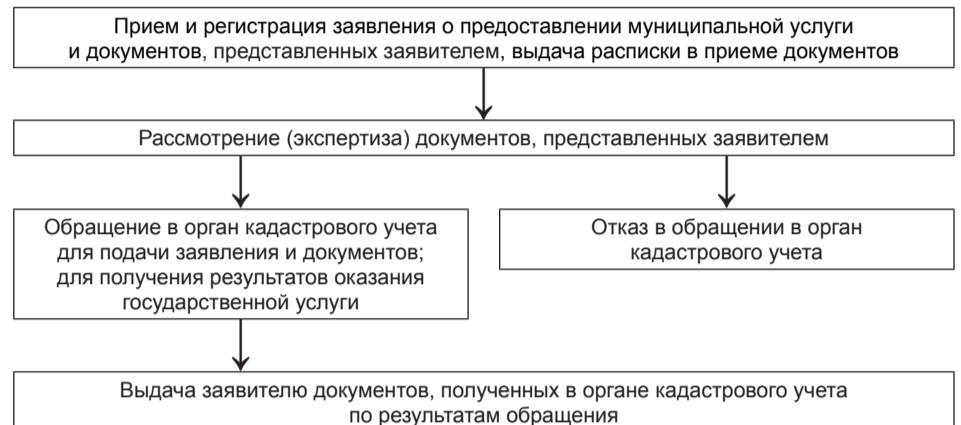 Прием и регистрация заявления о предоставлении муниципальной услуги
и документов, представленных заявителем, выдача расписки в приеме документов
Рассмотрение (экспертиза) документов, представленных заявителем
Обращение в орган кадастрового учета
для подачи заявления и документов;
для получения результатов оказания
государственной услуги
Отказ в обращении в орган
кадастрового учета
Выдача заявителю документов, полученных в органе кадастрового учета
по результатам обращения